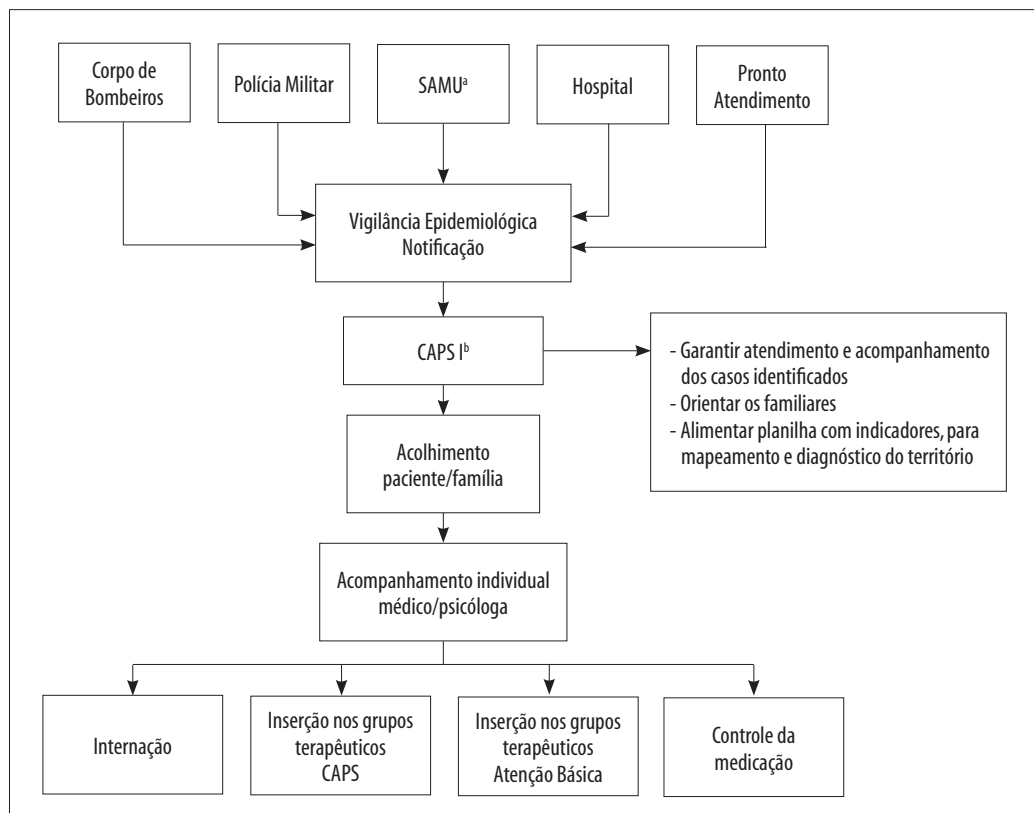 Corpo de
Bombeiros
Polícia Militar
SAMUª
Hospital
Pronto
Atendimento
Vigilância Epidemiológica
Notificação
CAPS Iᵇ
- Garantir atendimento e acompanhamento
dos casos identificados
- Orientar os familiares
- Alimentar planilha com indicadores, para
mapeamento e diagnóstico do território
Acolhimento
paciente/família
Acompanhamento individual
médico/psicóloga
Internação
Inserção nos grupos
terapêuticos
CAPS
Inserção nos grupos
terapêuticos
Atenção Básica
Controle da
medicação